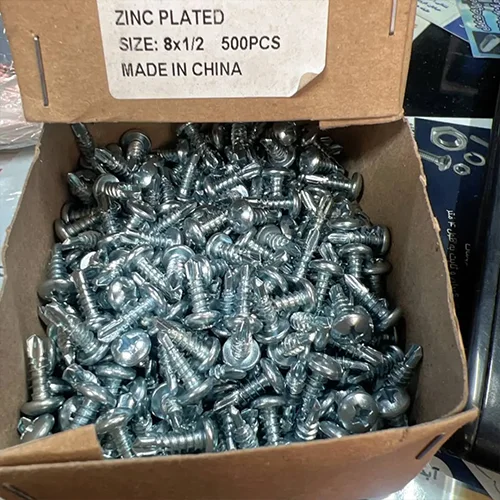 ZINC PLATED
SIZE: 8x1/2   500PCS
MADE IN CHINA